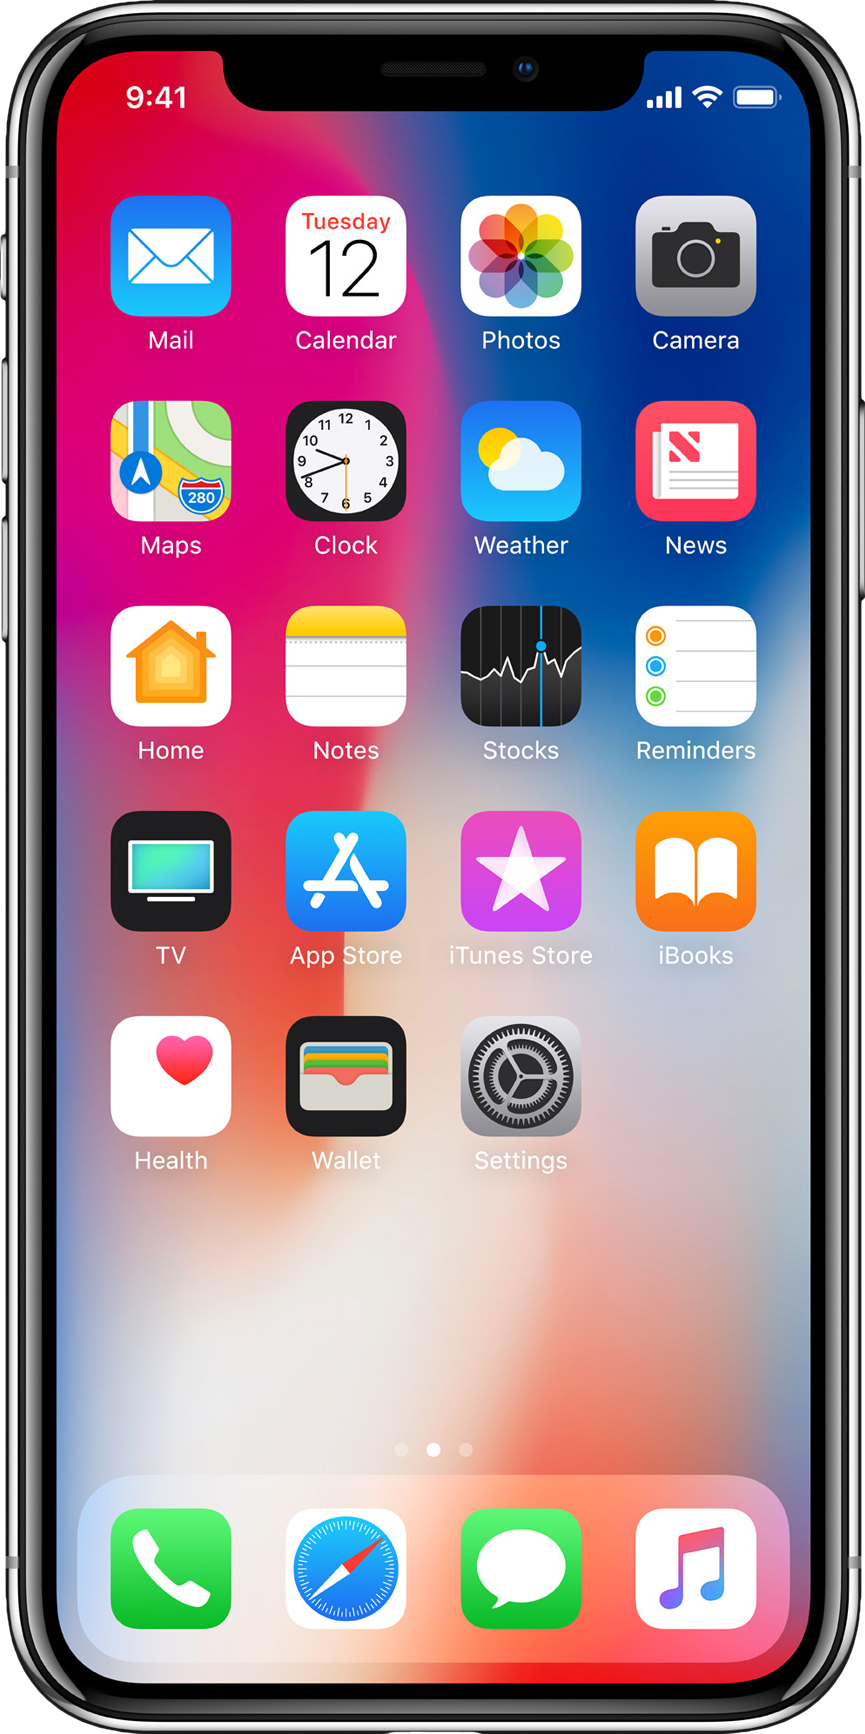 9:41
Tuesday
12
Mail Calendar Photos Camera
280
12
11 1
10 2
9 3
8 4
7 5
6
Maps Clock Weather News
Home Notes Stocks Reminders
TV App Store iTunes Store iBooks
Health Wallet Settings